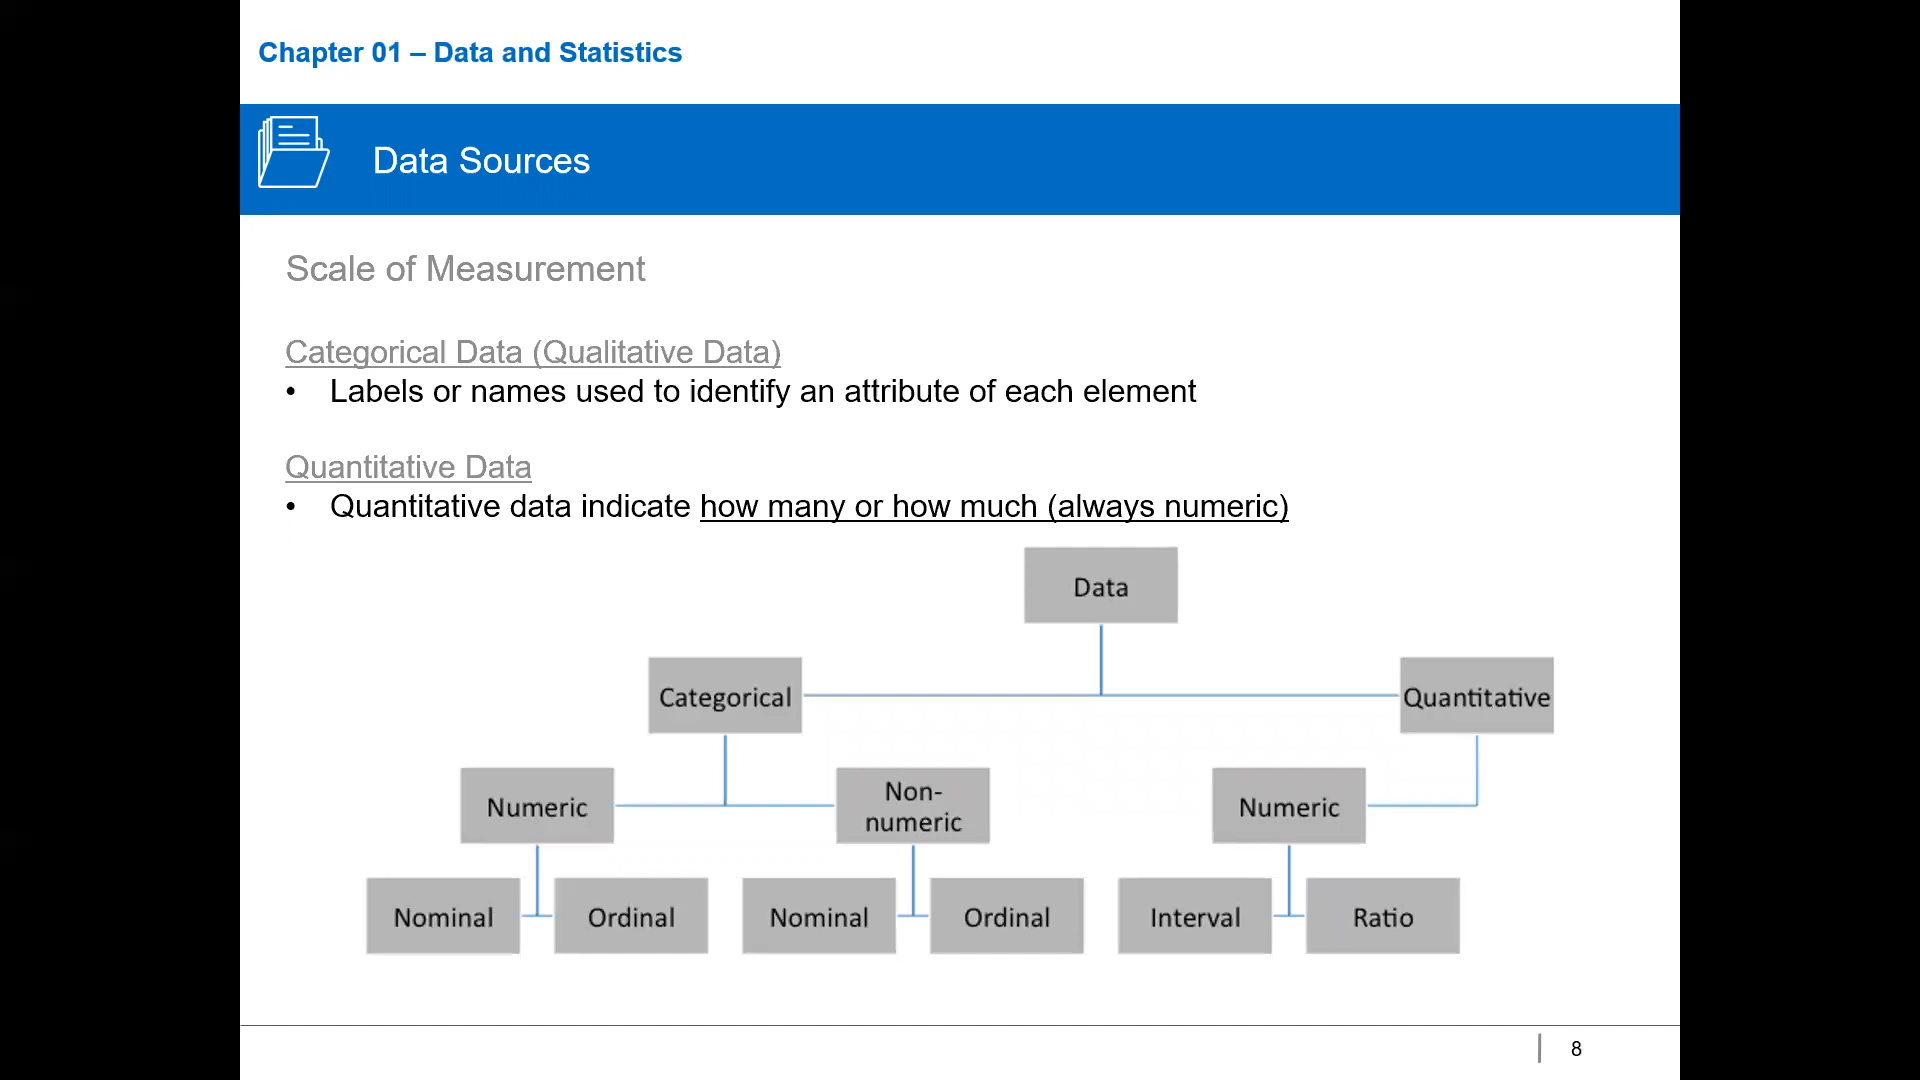 Chapter 01 – Data and Statistics
Data Sources
Scale of Measurement
Categorical Data (Qualitative Data)
• Labels or names used to identify an attribute of each element
Quantitative Data
• Quantitative data indicate how many or how much (always numeric)
Data
Categorical
Quantitative
Numeric
Non-
numeric
Numeric
Nominal
Ordinal
Nominal
Ordinal
Interval
Ratio
8